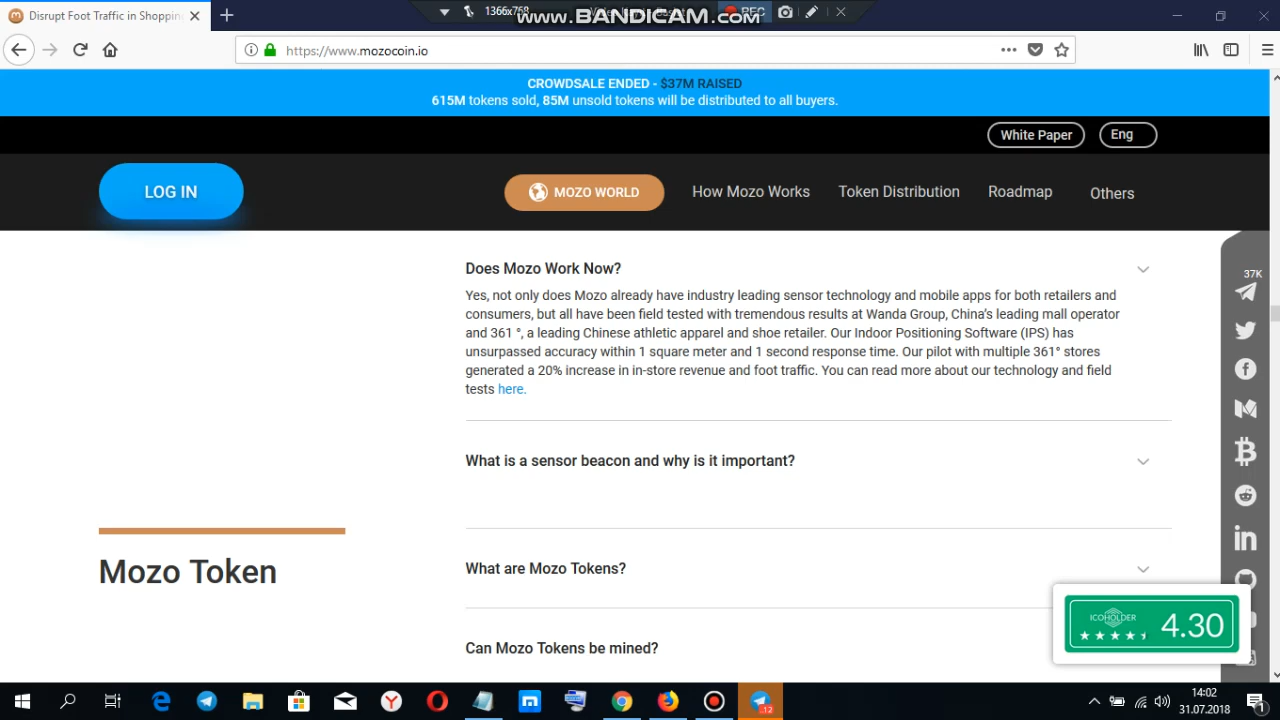 Disrupt Foot Traffic in Shoppin
1366x768
www.BANDICAM.com
REC
https://www.mozocoin.io
CROWDSALE ENDED - $37M RAISED
615M tokens sold, 85M unsold tokens will be distributed to all buyers.
White Paper
Eng
LOG IN
MOZO WORLD
How Mozo Works
Token Distribution
Roadmap
Others
Does Mozo Work Now?
Yes, not only does Mozo already have industry leading sensor technology and mobile apps for both retailers and
consumers, but all have been field tested with tremendous results at Wanda Group, China's leading mall operator
and 361 °, a leading Chinese athletic apparel and shoe retailer. Our Indoor Positioning Software (IPS) has
unsurpassed accuracy within 1 square meter and 1 second response time. Our pilot with multiple 361° stores
generated a 20% increase in in-store revenue and foot traffic. You can read more about our technology and field
tests here.
37K
What is a sensor beacon and why is it important?
Mozo Token
What are Mozo Tokens?
ICOHOLDER
4.30
Can Mozo Tokens be mined?
12
14:02
31.07.2018
1